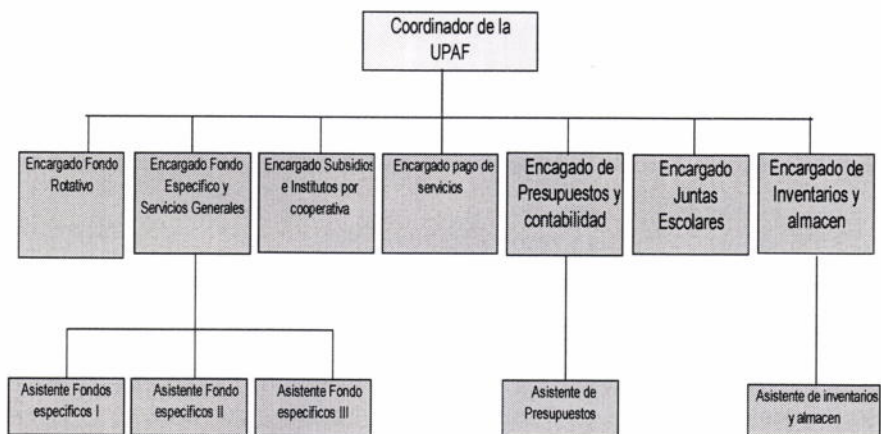 Coordinador de la
UPAF
Encargado Fondo
Rotativo
Encargado Fondo
Especifico y
Servicios Generales
Encargado Subsidios
e Institutos por
cooperativa
Encargado pago de
servicios
Encagado de
Presupuestos y
contabilidad
Encargado
Juntas
Escolares
Encargado de
Inventarios y
almacen
Asistente Fondos
especificos I
Asistente Fondo
especificos II
Asistente Fondo
especificos III
Asistente de
Presupuestos
Asistente de inventarios
y almacen